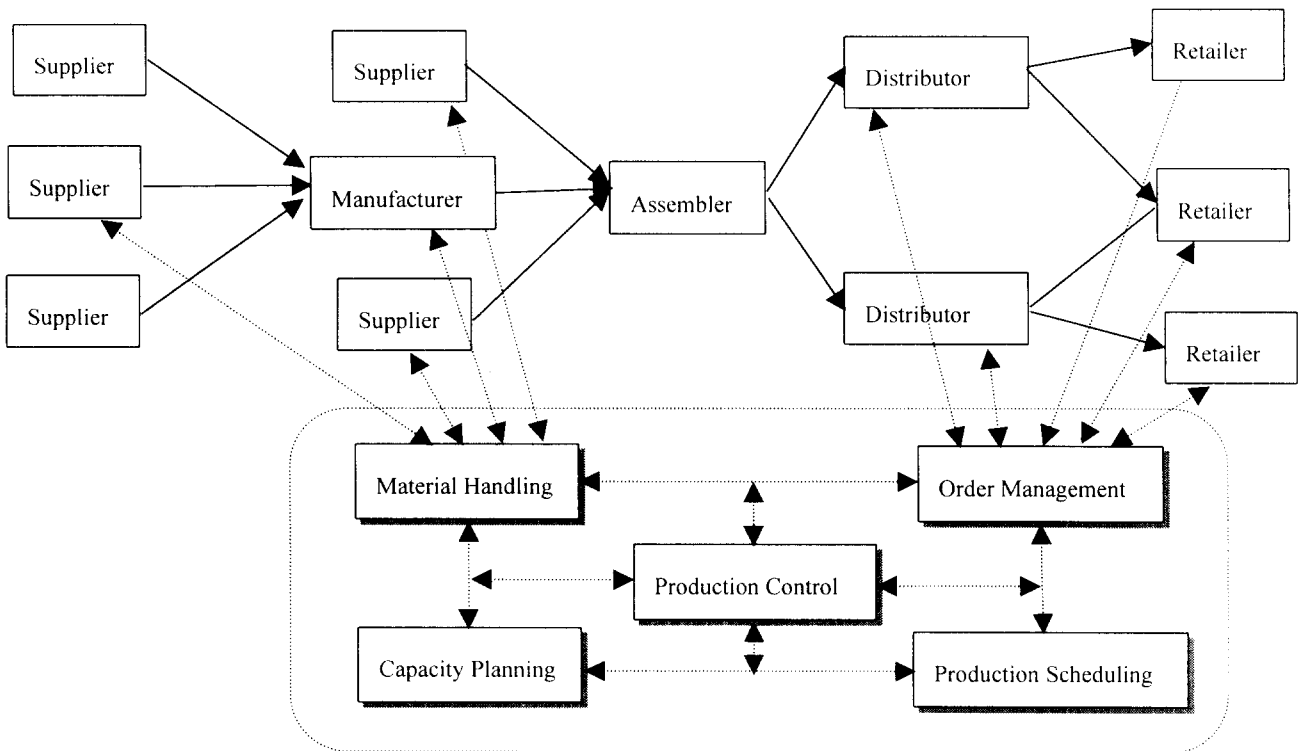 Supplier
Supplier
Distributor
Retailer
Supplier
Manufacturer
Assembler
Retailer
Supplier
Supplier
Distributor
Retailer
Material Handling
Order Management
Production Control
Capacity Planning
Production Scheduling